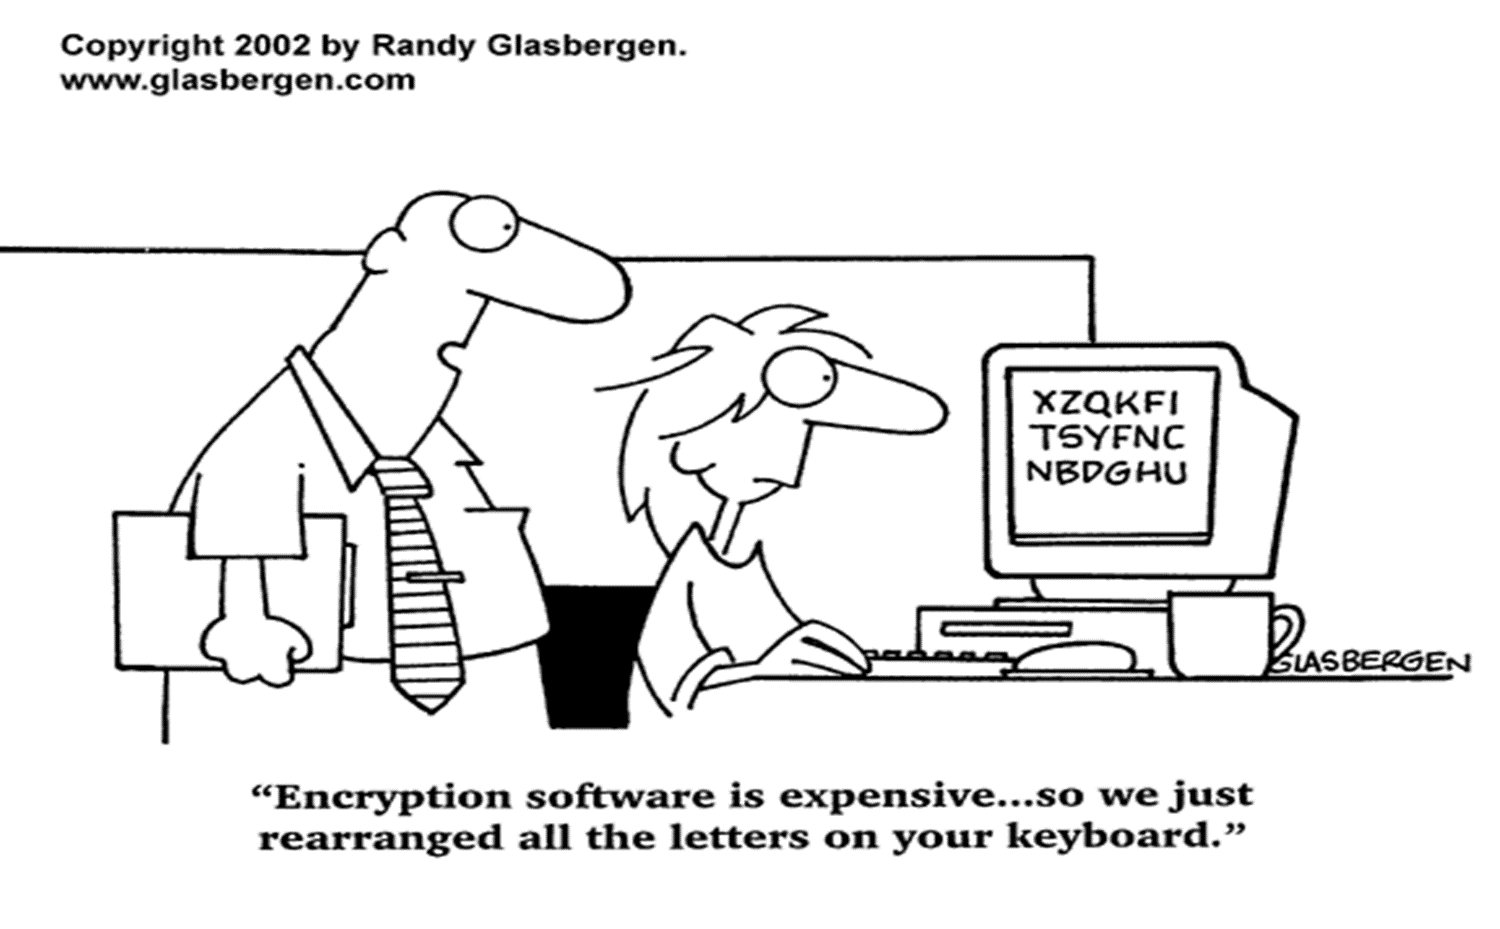 Copyright 2002 by Randy Glasbergen.
www.glasbergen.com
XZQKFI
TSYFNC
NBDGHU
GLASBERGEN
“Encryption software is expensive...so we just
rearranged all the letters on your keyboard.”